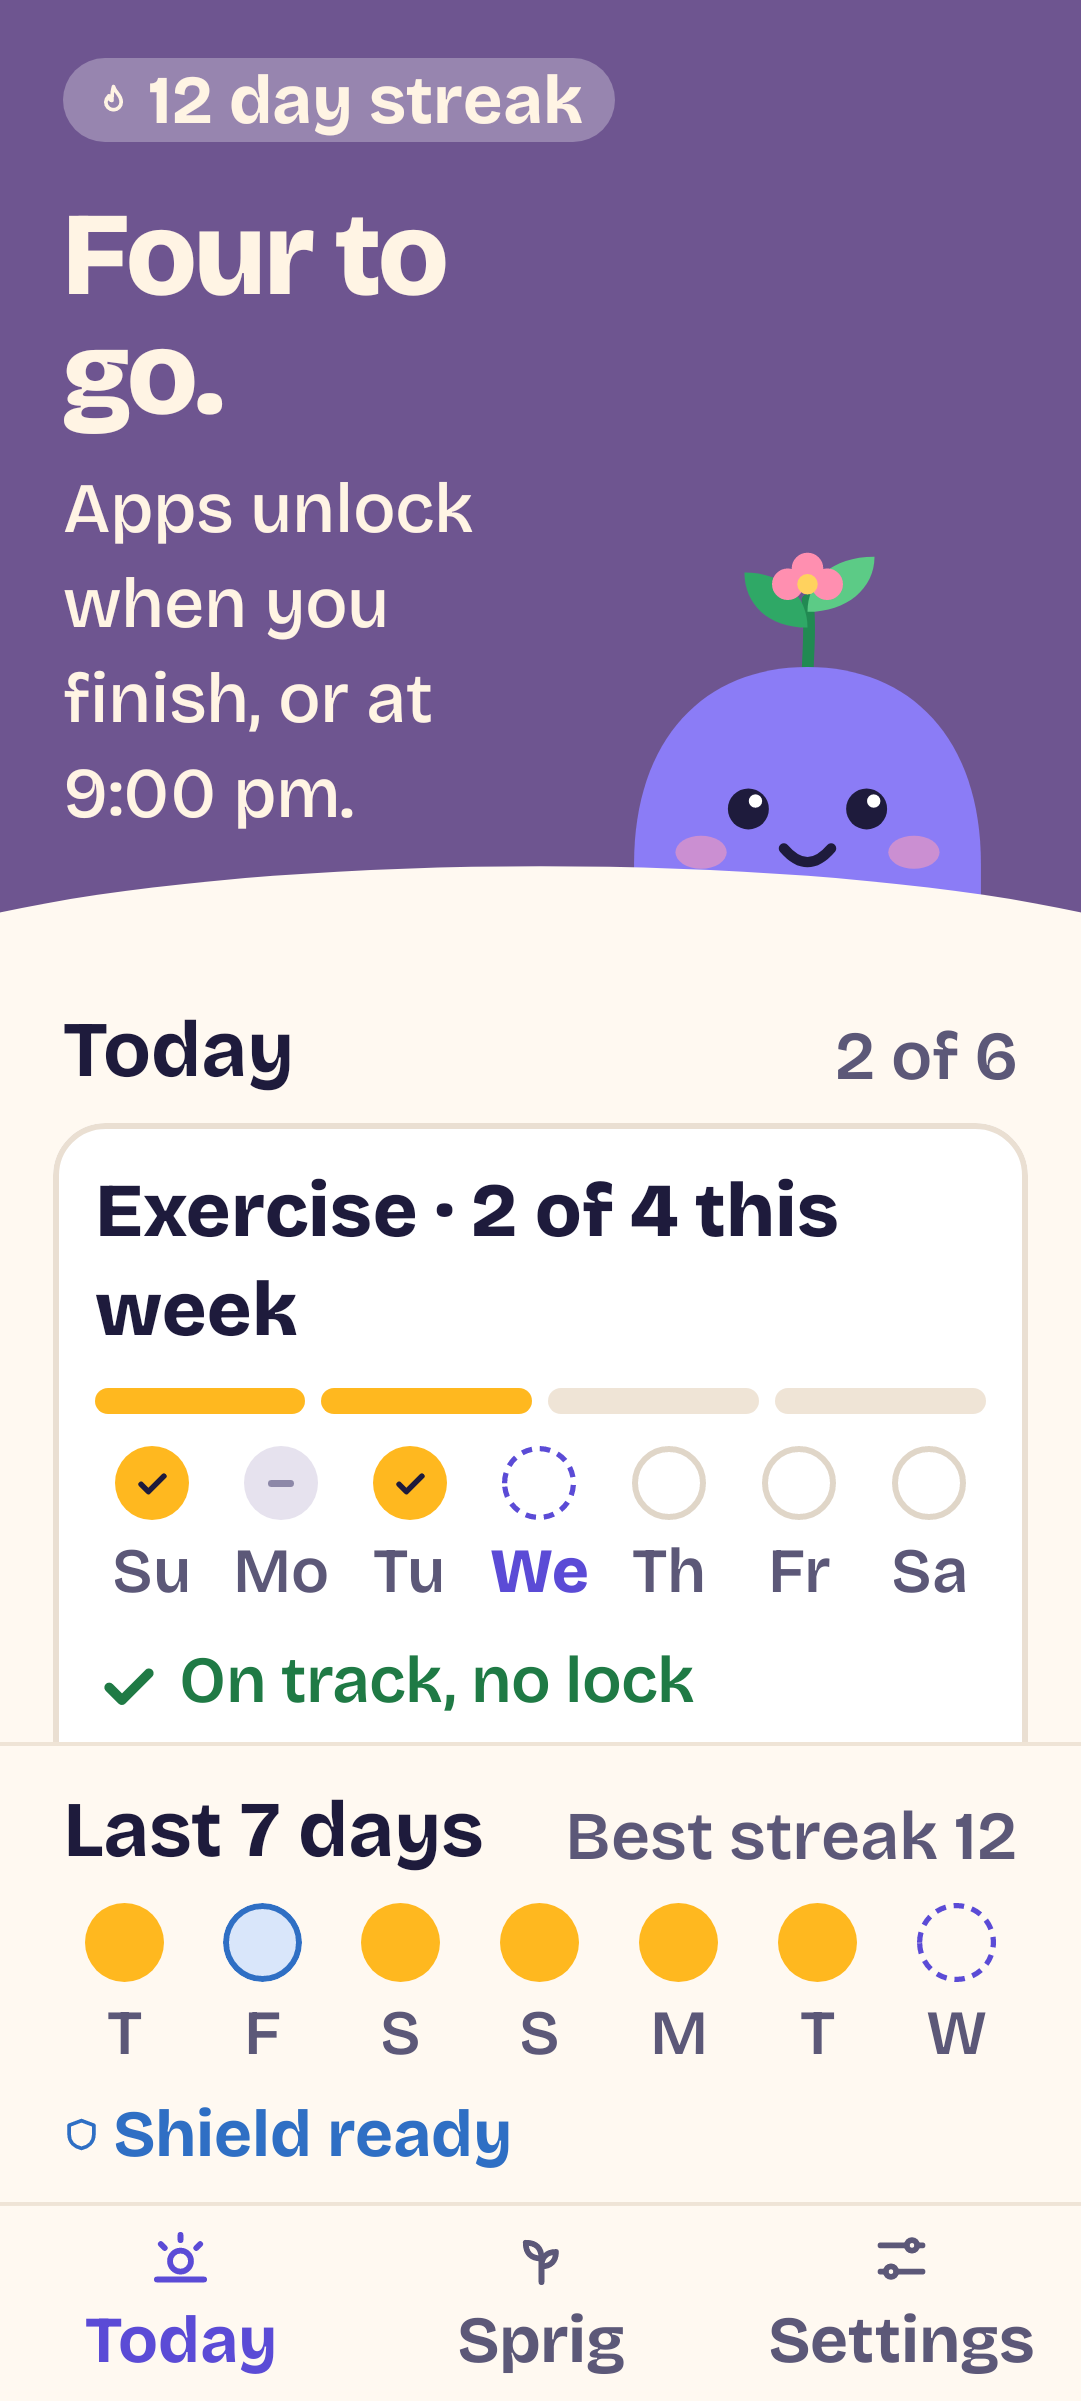 12 day streak
Four to
go.
Apps unlock
when you
finish, or at
9:00 pm.
Today
2 of 6
Exercise · 2 of 4 this
week
Su Mo Tu We Th Fr Sa
On track, no lock
Last 7 days
Best streak 12
T F S S M T W
Shield ready
Today Sprig Settings